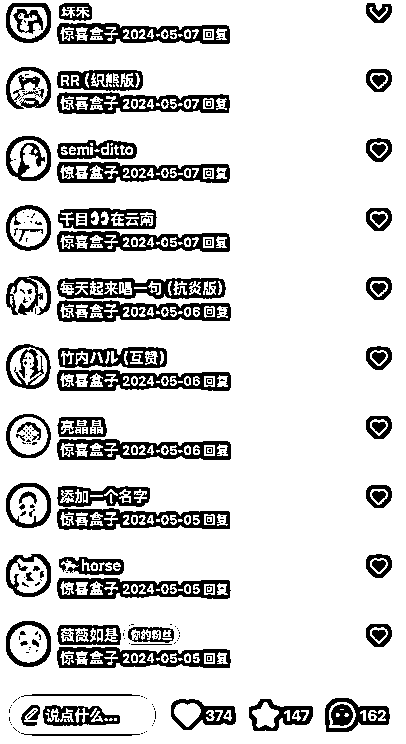 坏乐
惊喜盒子 2024-05-07 回复
RR (织熊版)
惊喜盒子 2024-05-07 回复
semi-ditto
惊喜盒子 2024-05-07 回复
千目👀在云南
惊喜盒子 2024-05-07 回复
每天起来唱一句 (抗炎版)
惊喜盒子 2024-05-06 回复
竹内ハル (互赞)
惊喜盒子 2024-05-06 回复
亮晶晶
惊喜盒子 2024-05-06 回复
添加一个名字
惊喜盒子 2024-05-05 回复
🐎horse
惊喜盒子 2024-05-05 回复
薇薇如是 你的粉丝
惊喜盒子 2024-05-05 回复
说点什么... 374 147 162